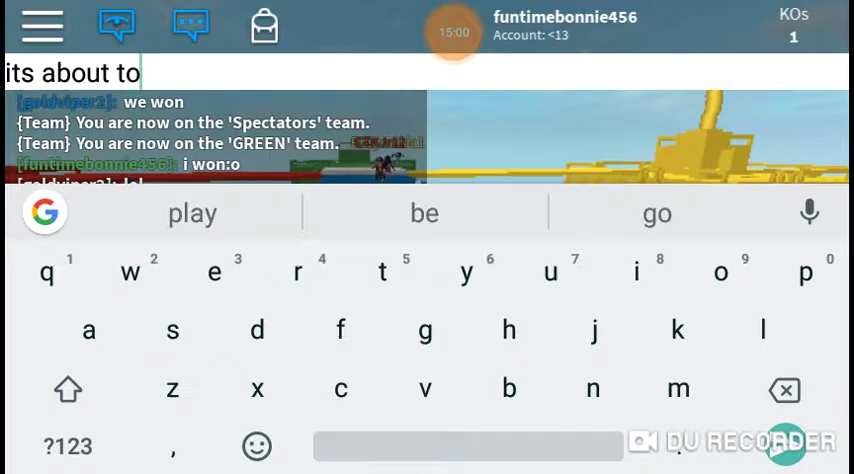 15:00
funtimebonnie456
Account: <13
KOs
1
its about to
[goldviper2]: we won
{Team} You are now on the 'Spectators' team.
{Team} You are now on the 'GREEN' team.
[funtimebonnie456]: i won:o
[goldviper2]: lol
play be go
q 1 w 2 e 3 r 4 t 5 y 6 u 7 i 8 o 9 p 0
a s d f g h j k l
z x c v b n m
?123 , .
DU RECORDER